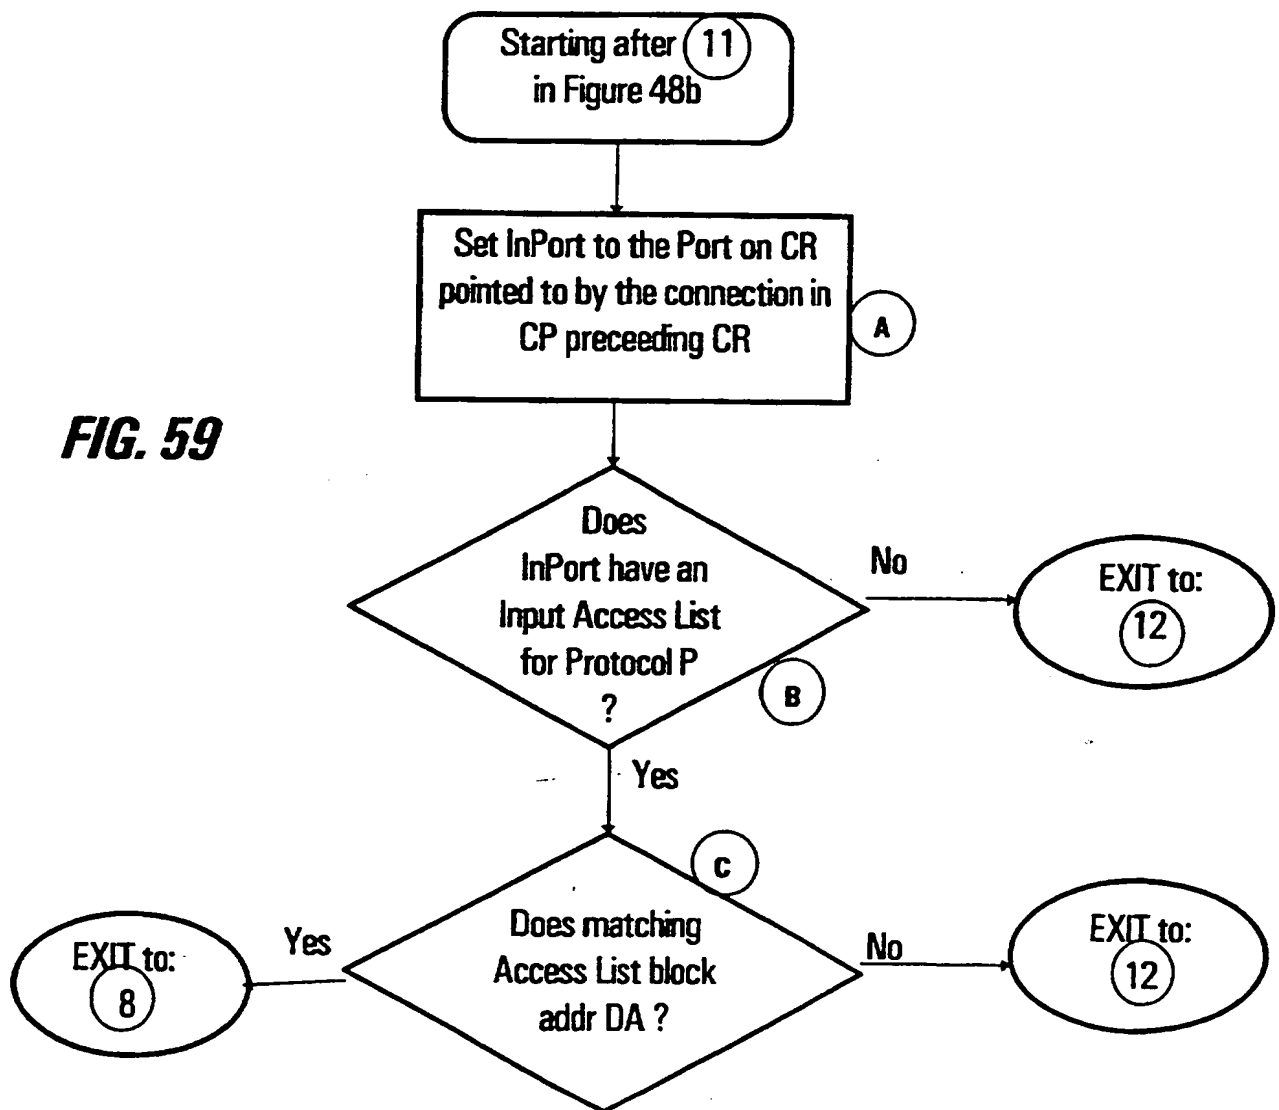 Starting after 11
in Figure 48b
Set InPort to the Port on CR
pointed to by the connection in
CP preceeding CR
A
FIG. 59
Does
InPort have an
Input Access List
for Protocol P
?
B
No
EXIT to:
12
Yes
C
Does matching
Access List block
addr DA ?
Yes
EXIT to:
8
No
EXIT to:
12